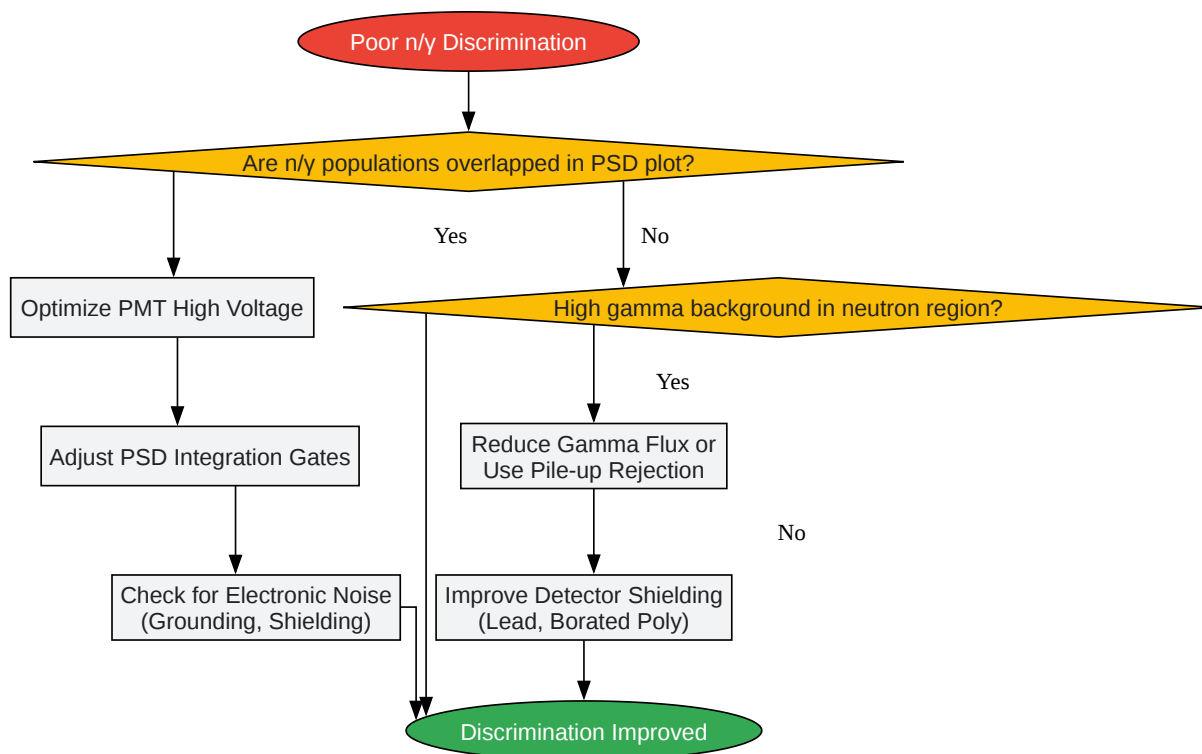 Poor n/γ Discrimination
Are n/γ populations overlapped in PSD plot?
Yes
No
Optimize PMT High Voltage
High gamma background in neutron region?
Yes
Adjust PSD Integration Gates
Reduce Gamma Flux or
Use Pile-up Rejection
No
Check for Electronic Noise
(Grounding, Shielding)
Improve Detector Shielding
(Lead, Borated Poly)
Discrimination Improved